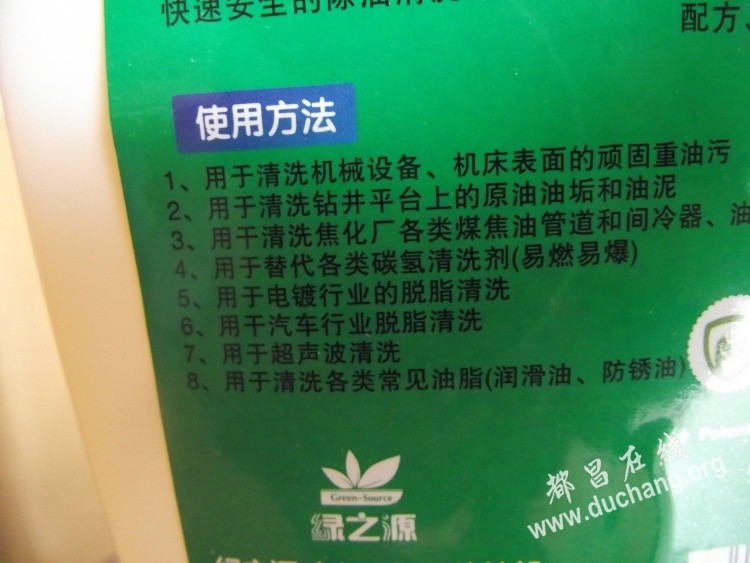 快速安全的除油清洗
配方、
使用方法
1、用于清洗机械设备、机床表面的顽固重油污
2、用于清洗钻井平台上的原油油垢和油泥
3、用干清洗焦化厂各类煤焦油管道和间冷器、油
4、用于替代各类碳氢清洗剂(易燃易爆)
5、用于电镀行业的脱脂清洗
6、用干汽车行业脱脂清洗
7、用于超声波清洗
8、用于清洗各类常见油脂(润滑油、防锈油)
Green-Source
绿之源
都昌在线
www.duchang.org